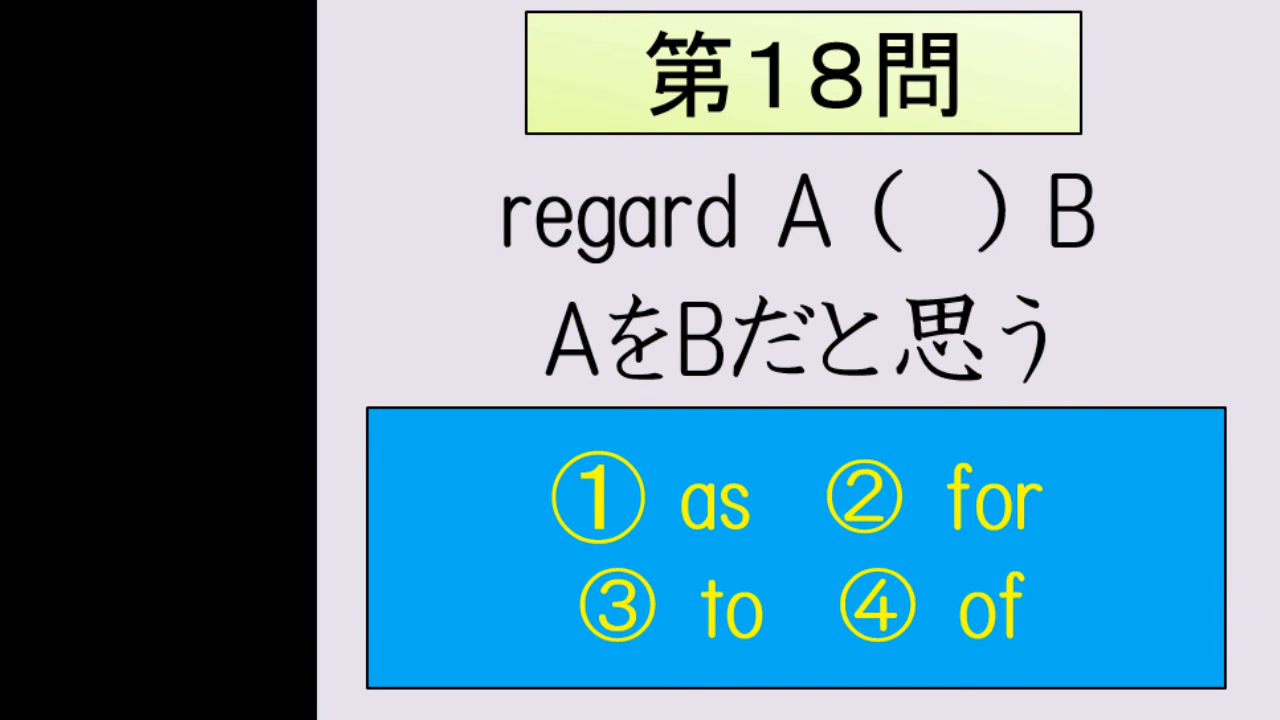 第１８問
regard A（　）B
AをBだと思う
① as ② for
③ to ④ of